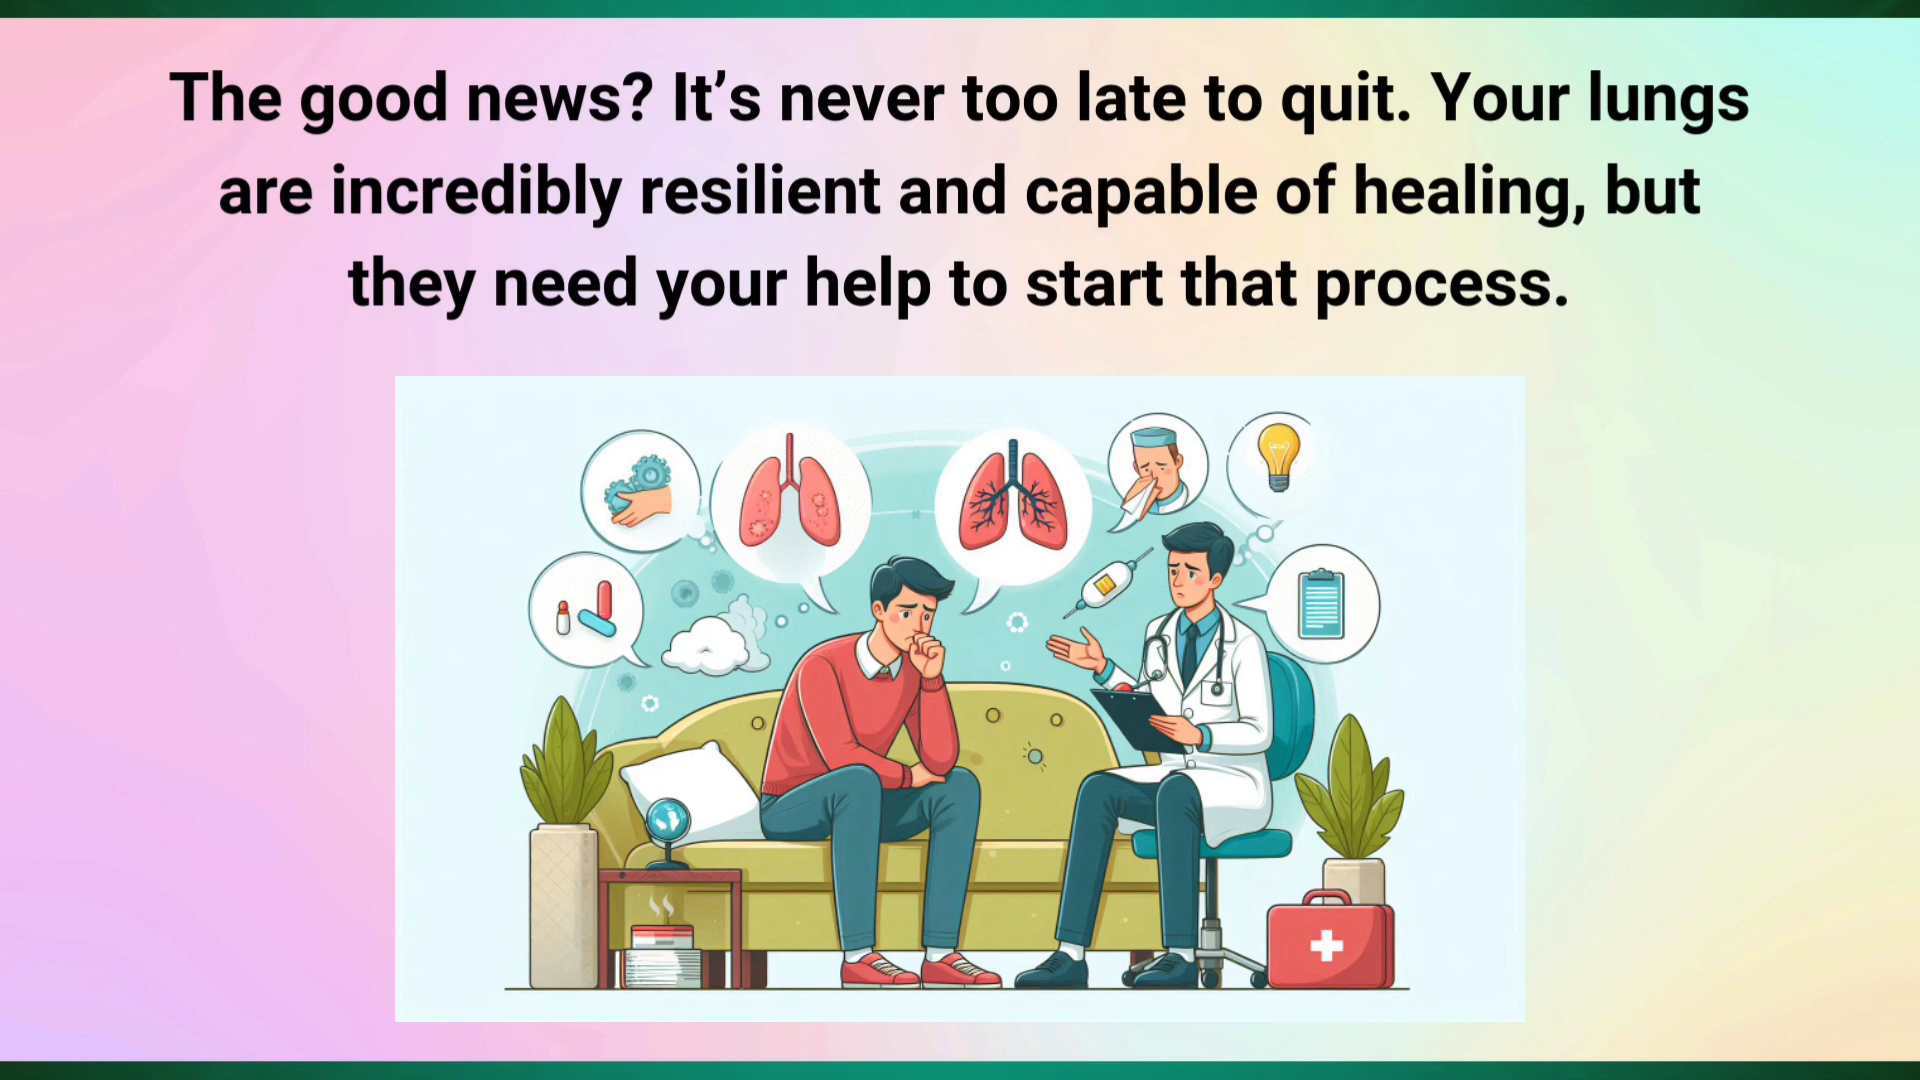 The good news? It’s never too late to quit. Your lungs
are incredibly resilient and capable of healing, but
they need your help to start that process.